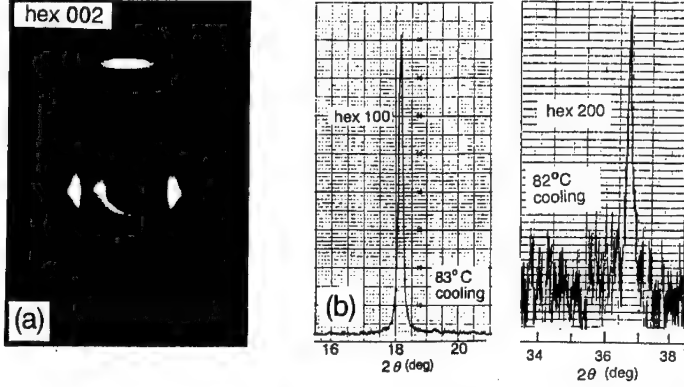 hex 002
(a)
hex 100
83°C
cooling
(b)
16 18 20
2θ (deg)
hex 200
82°C
cooling
34 36 38
2θ (deg)